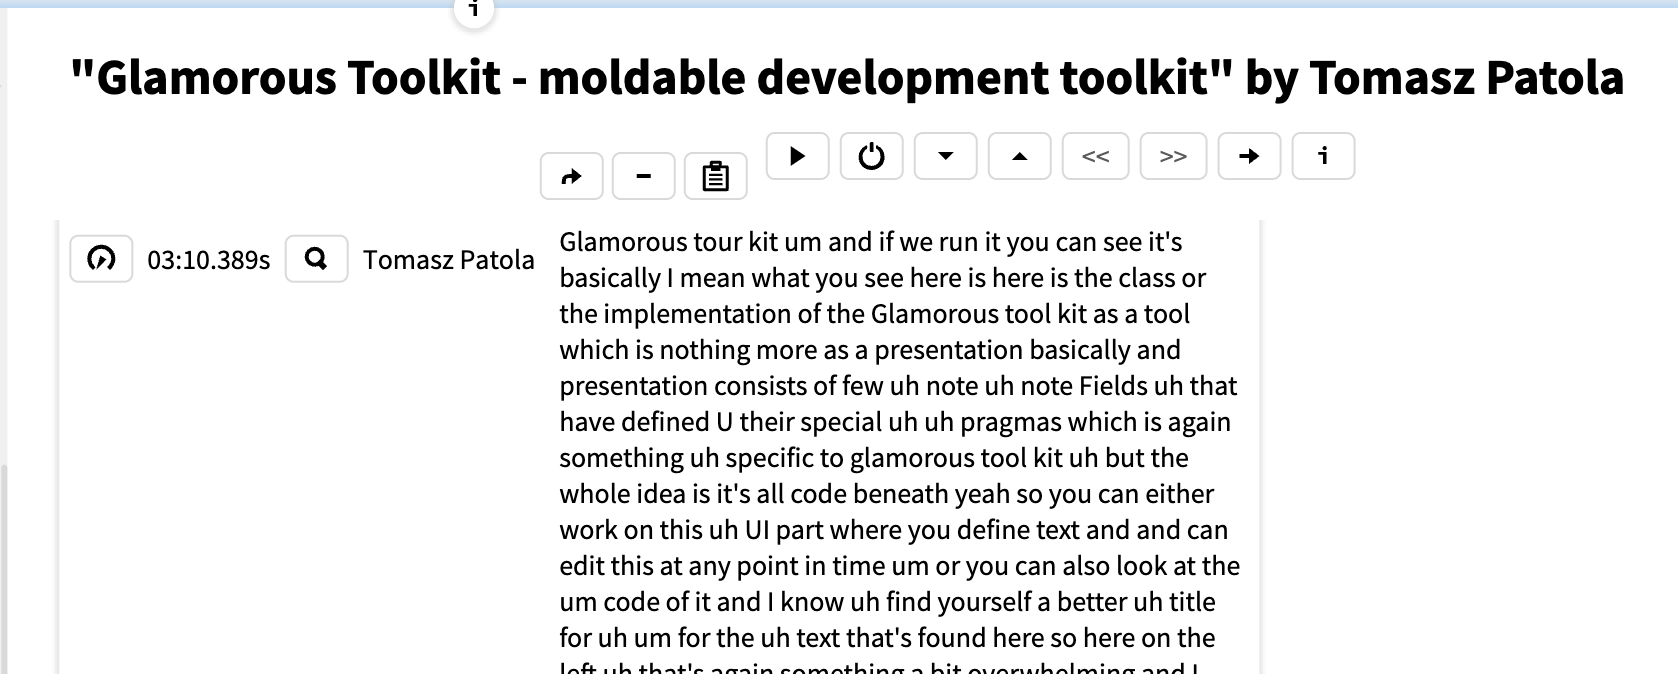 i
"Glamorous Toolkit - moldable development toolkit" by Tomasz Patola
<< >> i
03:10.389s Tomasz Patola
Glamorous tour kit um and if we run it you can see it's
basically I mean what you see here is here is the class or
the implementation of the Glamorous tool kit as a tool
which is nothing more as a presentation basically and
presentation consists of few uh note uh note Fields uh that
have defined U their special uh uh pragmas which is again
something uh specific to glamorous tool kit uh but the
whole idea is it's all code beneath yeah so you can either
work on this uh UI part where you define text and and can
edit this at any point in time um or you can also look at the
um code of it and I know uh find yourself a better uh title
for uh um for the uh text that's found here so here on the
left uh that's again something a bit overwhelming and I